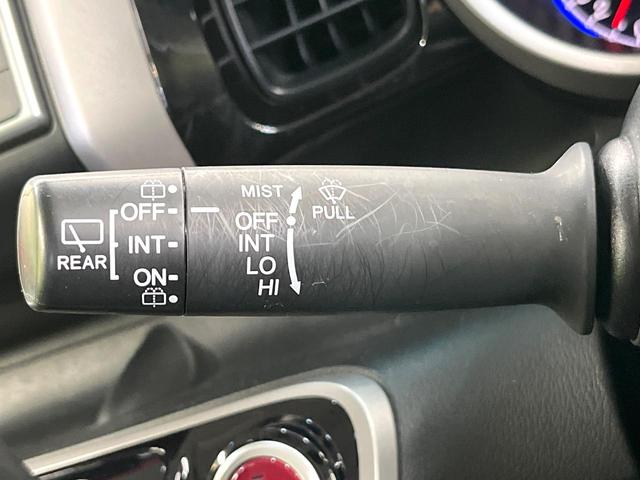 OFF
INT
ON
REAR
MIST
OFF
INT
LO
HI
PULL